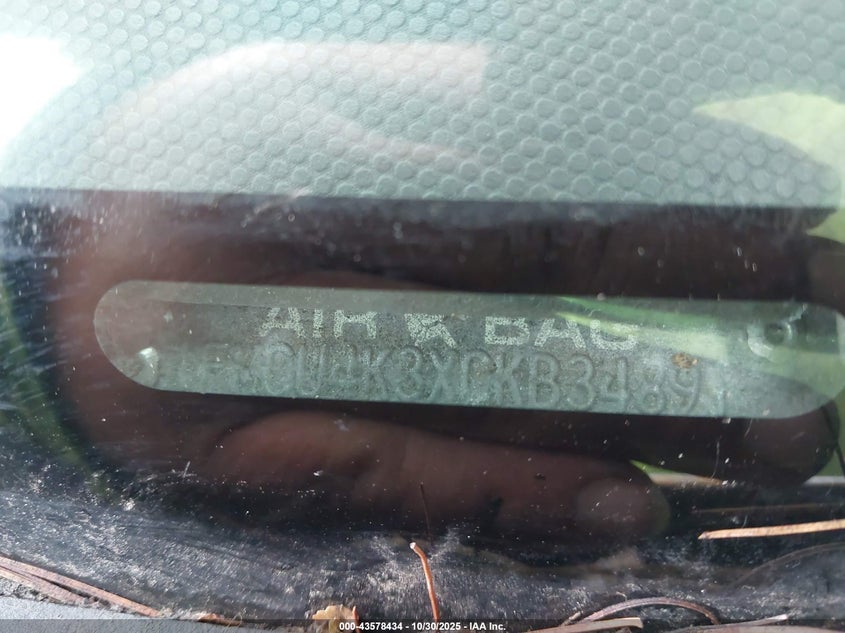 AIR BAG
CU4K3XCKB3489
000-43578434 - 10/30/2025 - IAA Inc.